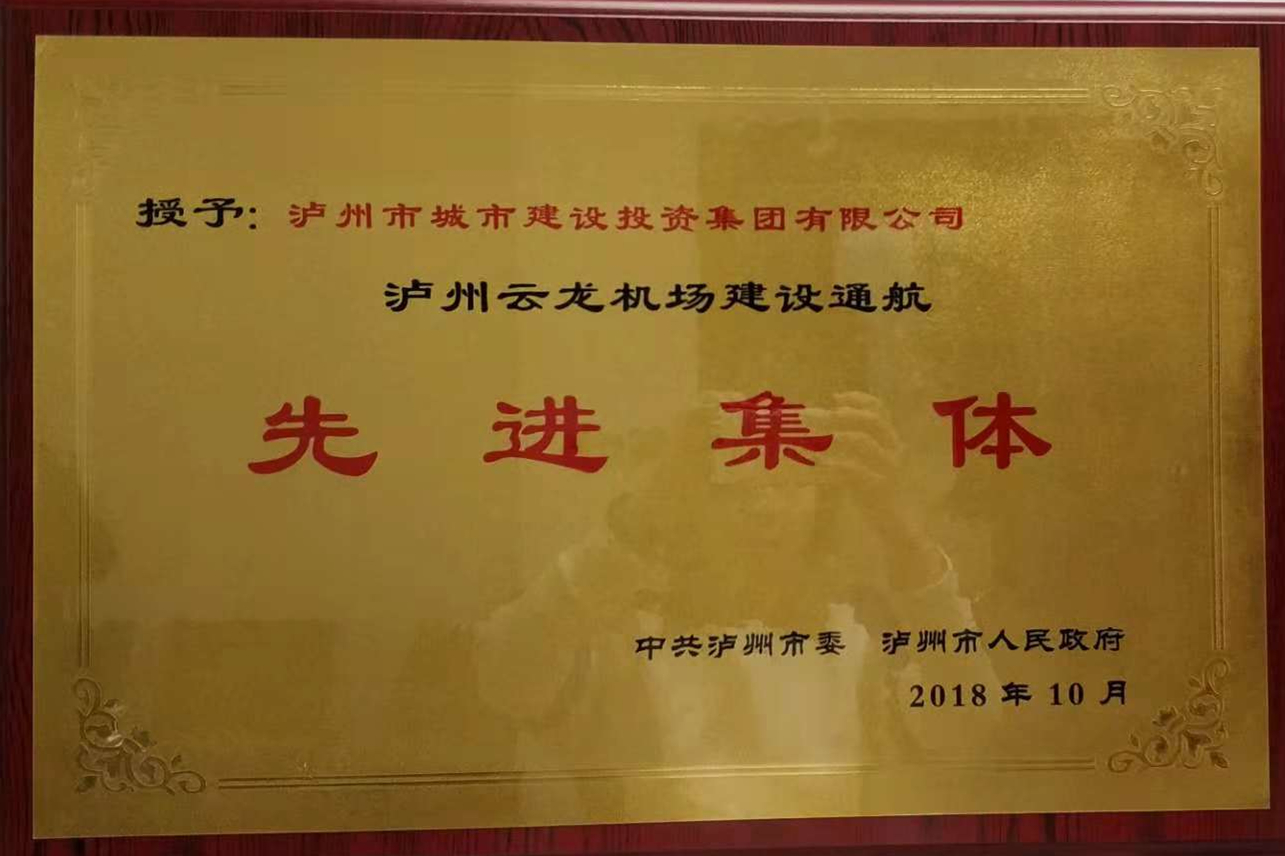 授予：泸州市城市建设投资集团有限公司
泸州云龙机场建设通航
先进集体
中共泸州市委 泸州市人民政府
2018年10月